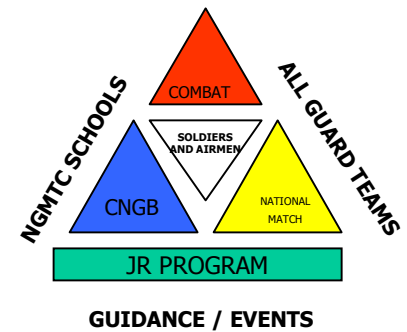 COMBAT
NGMTC SCHOOLS
ALL GUARD TEAMS
SOLDIERS
AND AIRMEN
CNGB
NATIONAL
MATCH
JR PROGRAM
GUIDANCE / EVENTS